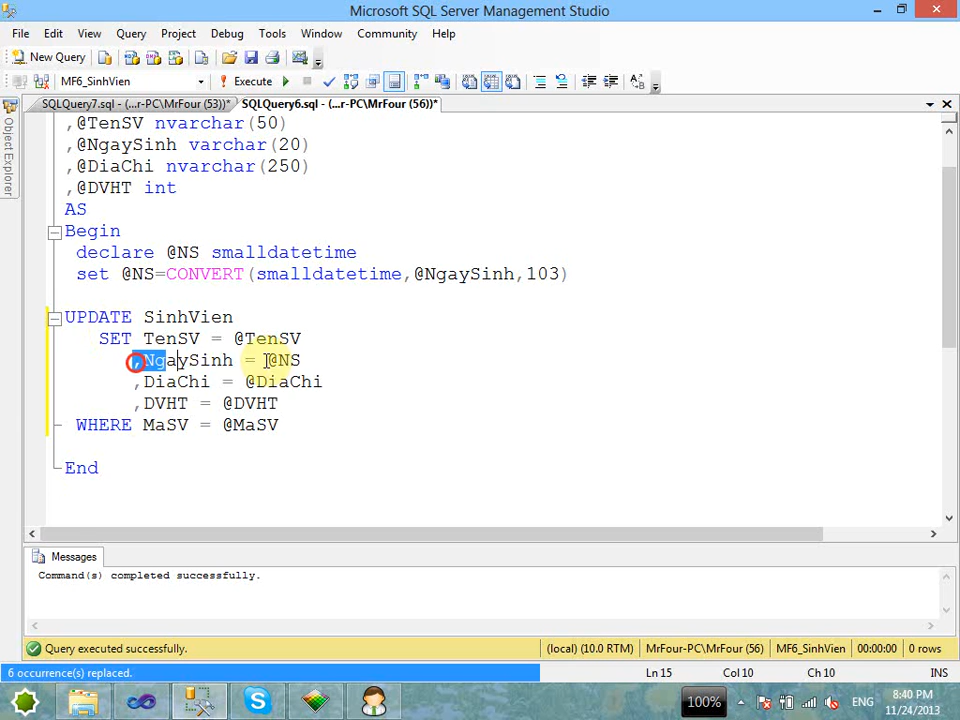 Microsoft SQL Server Management Studio
File Edit View Query Project Debug Tools Window Community Help
New Query
MF6_SinhVien Execute
SQLQuery7.sql - (...r-PC\MrFour (53))* SQLQuery6.sql - (...r-PC\MrFour (56))*
Object Explorer
,@TenSV nvarchar(50)
,@NgaySinh varchar(20)
,@DiaChi nvarchar(250)
,@DVHT int
AS
Begin
declare @NS smalldatetime
set @NS=CONVERT(smalldatetime,@NgaySinh,103)
UPDATE SinhVien
SET TenSV = @TenSV
,NgaySinh = @NS
,DiaChi = @DiaChi
,DVHT = @DVHT
WHERE MaSV = @MaSV
End
Messages
Command(s) completed successfully.
Query executed successfully. (local) (10.0 RTM) MrFour-PC\MrFour (56) MF6_SinhVien 00:00:00 0 rows
6 occurrence(s) replaced. Ln 15 Col 10 Ch 10 INS
100% ENG 8:40 PM
11/24/2013